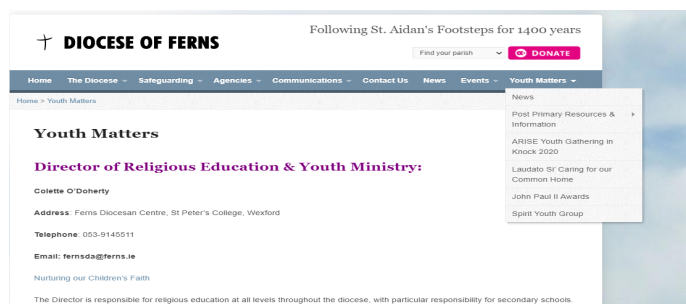 Following St. Aidan's Footsteps for 1400 years
DIOCESE OF FERNS
Find your parish
DONATE
Home The Diocese Safeguarding Agencies Communications Contact Us News Events Youth Matters
Home > Youth Matters
News
Post Primary Resources &
Information
ARISE Youth Gathering in
Knock 2020
Laudato Si' Caring for our
Common Home
John Paul II Awards
Spirit Youth Group
Youth Matters
Director of Religious Education & Youth Ministry:
Colette O'Doherty
Address: Ferns Diocesan Centre, St Peter's College, Wexford
Telephone: 053-9145511
Email: fernsda@ferns.ie
Nurturing our Children's Faith
The Director is responsible for religious education at all levels throughout the diocese, with particular responsibility for secondary schools.